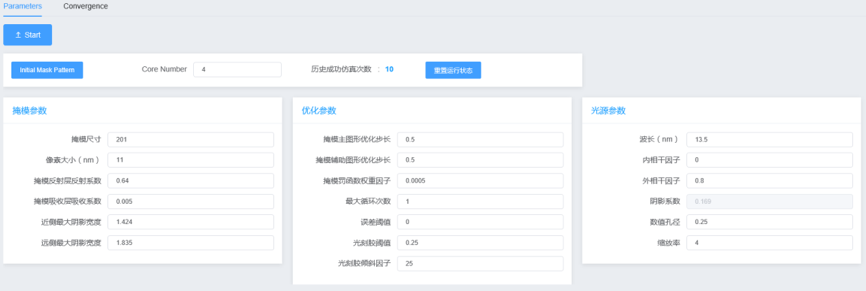 Parameters Convergence
Start
Initial Mask Pattern Core Number 4 历史成功仿真次数 : 10 重置运行状态
掩模参数
掩模尺寸 201
像素大小（nm） 11
掩模反射层反射系数 0.64
掩模吸收层吸收系数 0.005
近侧最大阴影宽度 1.424
远侧最大阴影宽度 1.835
优化参数
掩模主图形优化步长 0.5
掩模辅助图形优化步长 0.5
掩模罚函数权重因子 0.0005
最大循环次数 1
误差阈值 0
光刻胶阈值 0.25
光刻胶倾斜因子 25
光源参数
波长（nm） 13.5
内相干因子 0
外相干因子 0.8
阴影系数 0.169
数值孔径 0.25
缩放率 4